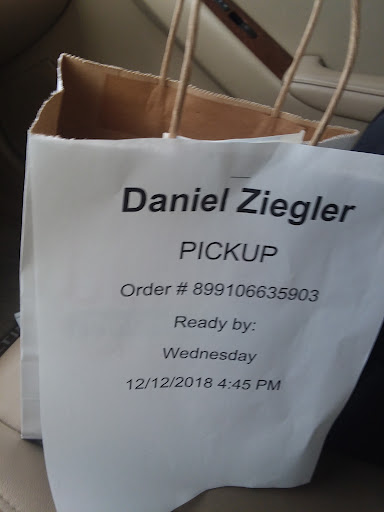 Daniel Ziegler
PICKUP
Order # 899106635903
Ready by:
Wednesday
12/12/2018 4:45 PM